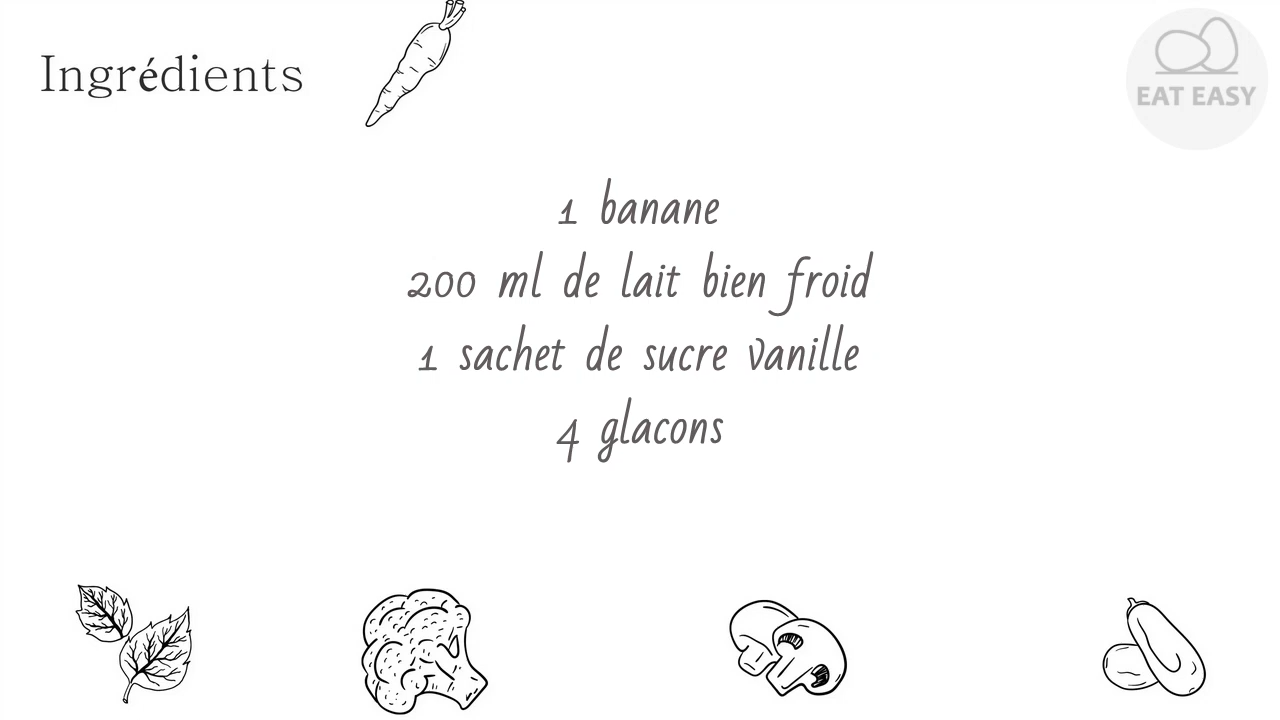 Ingrédients
EAT EASY
1 banane
200 ml de lait bien froid
1 sachet de sucre vanille
4 glacons